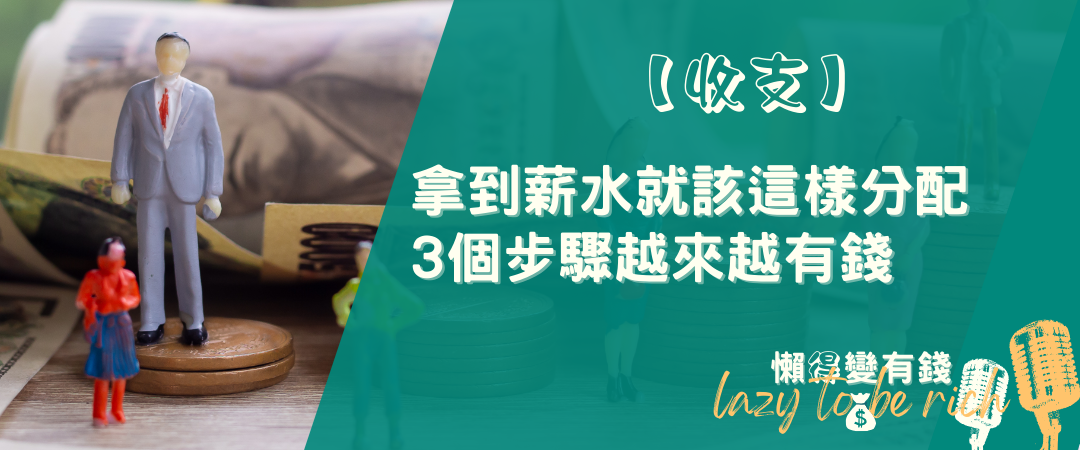 【收支】
拿到薪水就該這樣分配
3個步驟越來越有錢
懶得變有錢
lazy to be rich
$